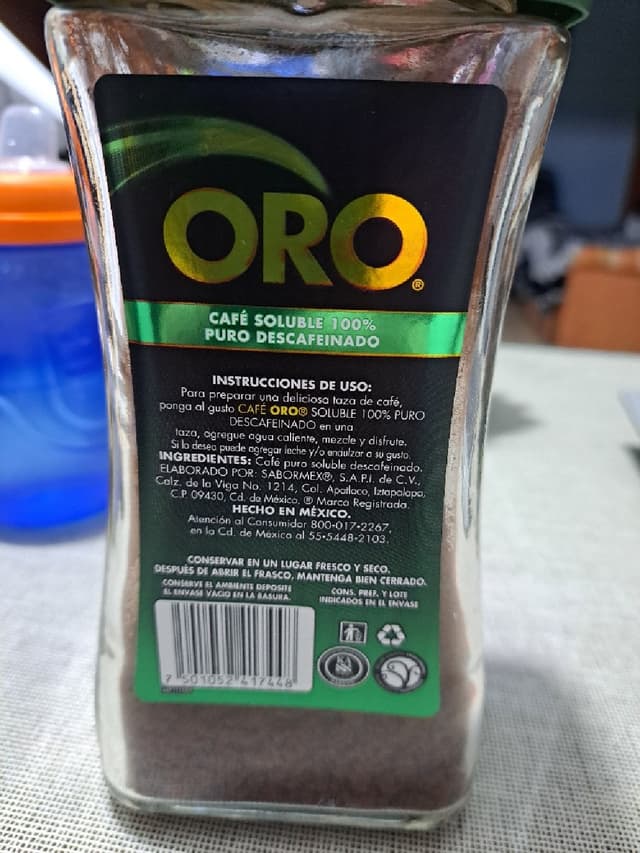 ORO®
CAFÉ SOLUBLE 100%
PURO DESCAFEINADO
INSTRUCCIONES DE USO:
Para preparar una deliciosa taza de café,
ponga al gusto CAFÉ ORO® SOLUBLE 100% PURO
DESCAFEINADO en una
taza, agregue agua caliente, mezcle y disfrute.
Si lo desea puede agregar leche y/o endulzar a su gusto.
INGREDIENTES: Café puro soluble descafeinado.
ELABORADO POR: SABORMEX®, S.A.P.I. de C.V.,
Calz. de la Viga No. 1214, Col. Apatlaco, Iztapalapa,
C.P. 09430, Cd. de México. ® Marca Registrada.
HECHO EN MÉXICO.
Atención al Consumidor 800-017-2267,
en la Cd. de México al 55-5448-2103.
CONSERVAR EN UN LUGAR FRESCO Y SECO.
DESPUÉS DE ABRIR EL FRASCO, MANTENGA BIEN CERRADO.
CONSERVE EL AMBIENTE DEPOSITE
EL ENVASE VACIO EN LA BASURA.
CONS. PREF. Y LOTE
INDICADOS EN EL ENVASE
7 501052 417448